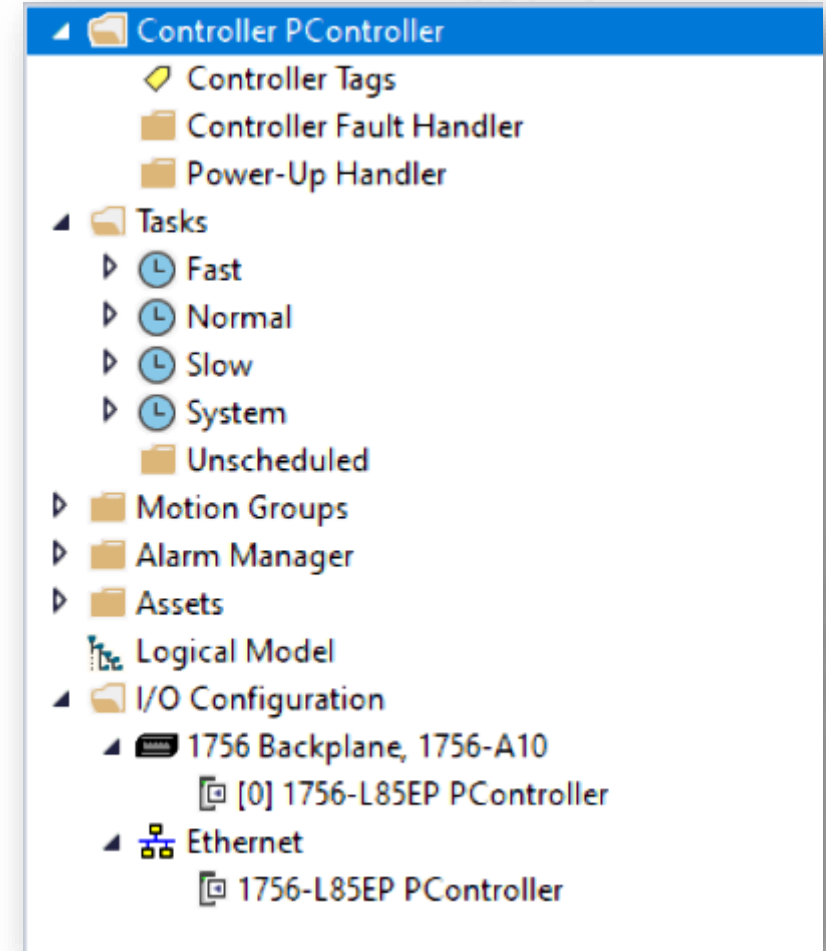 Controller PController
Controller Tags
Controller Fault Handler
Power-Up Handler
Tasks
Fast
Normal
Slow
System
Unscheduled
Motion Groups
Alarm Manager
Assets
Logical Model
I/O Configuration
1756 Backplane, 1756-A10
[0] 1756-L85EP PController
Ethernet
1756-L85EP PController